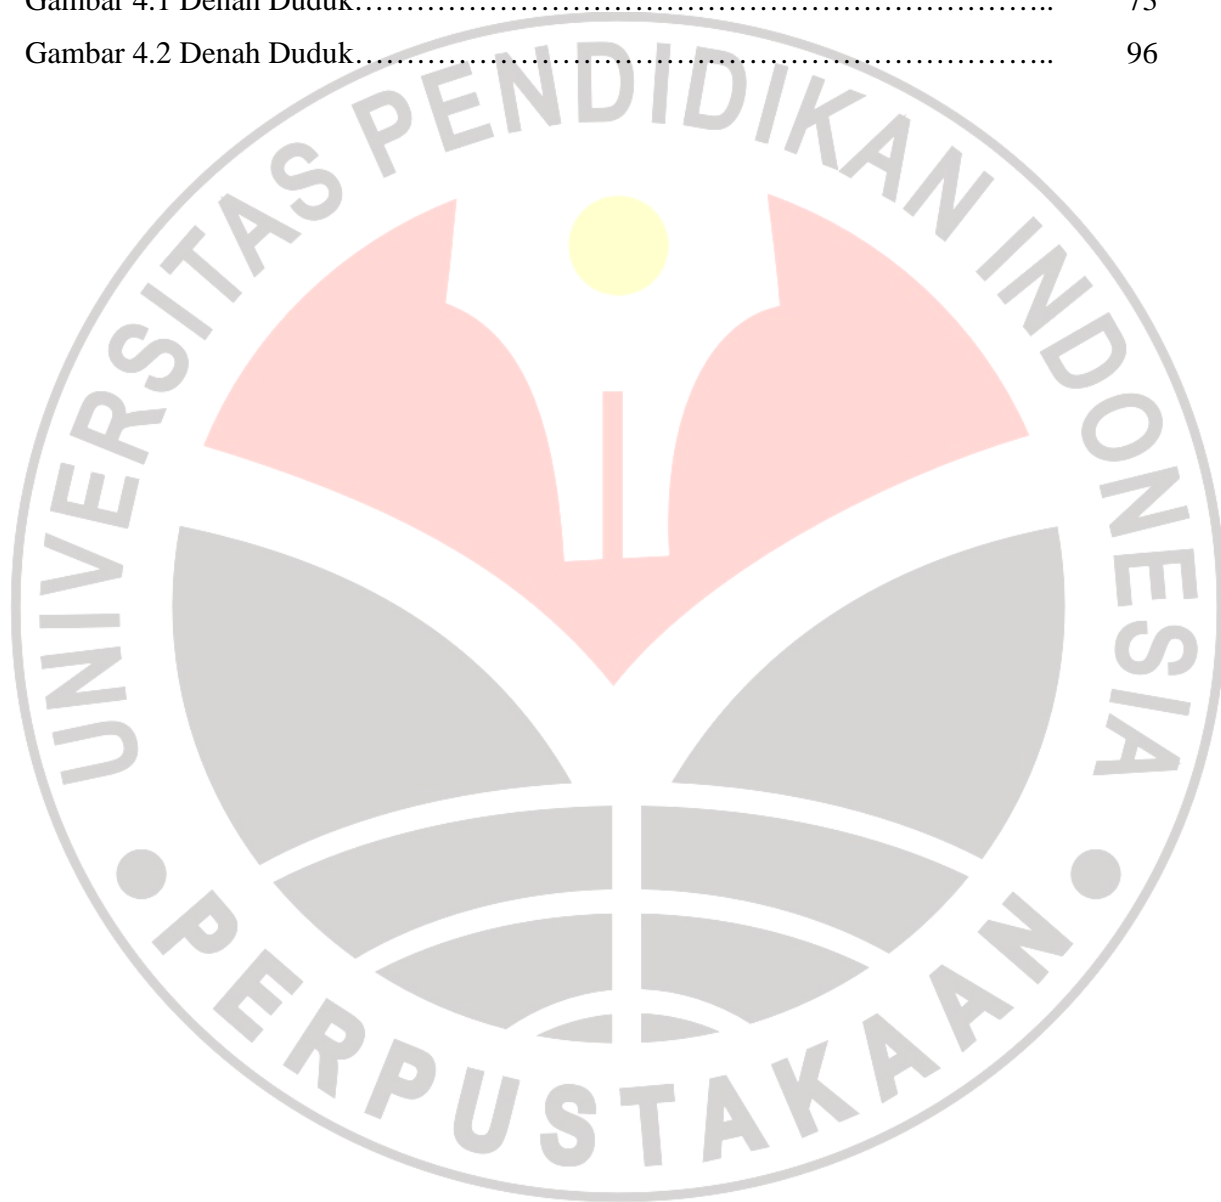 Gambar 4.1 Denah Duduk……………………………………………………………………..
Gambar 4.2 Denah Duduk…………………………………………………………………….. 96
UNIVERSITAS PENDIDIKAN INDONESIA
PERPUSTAKAAN